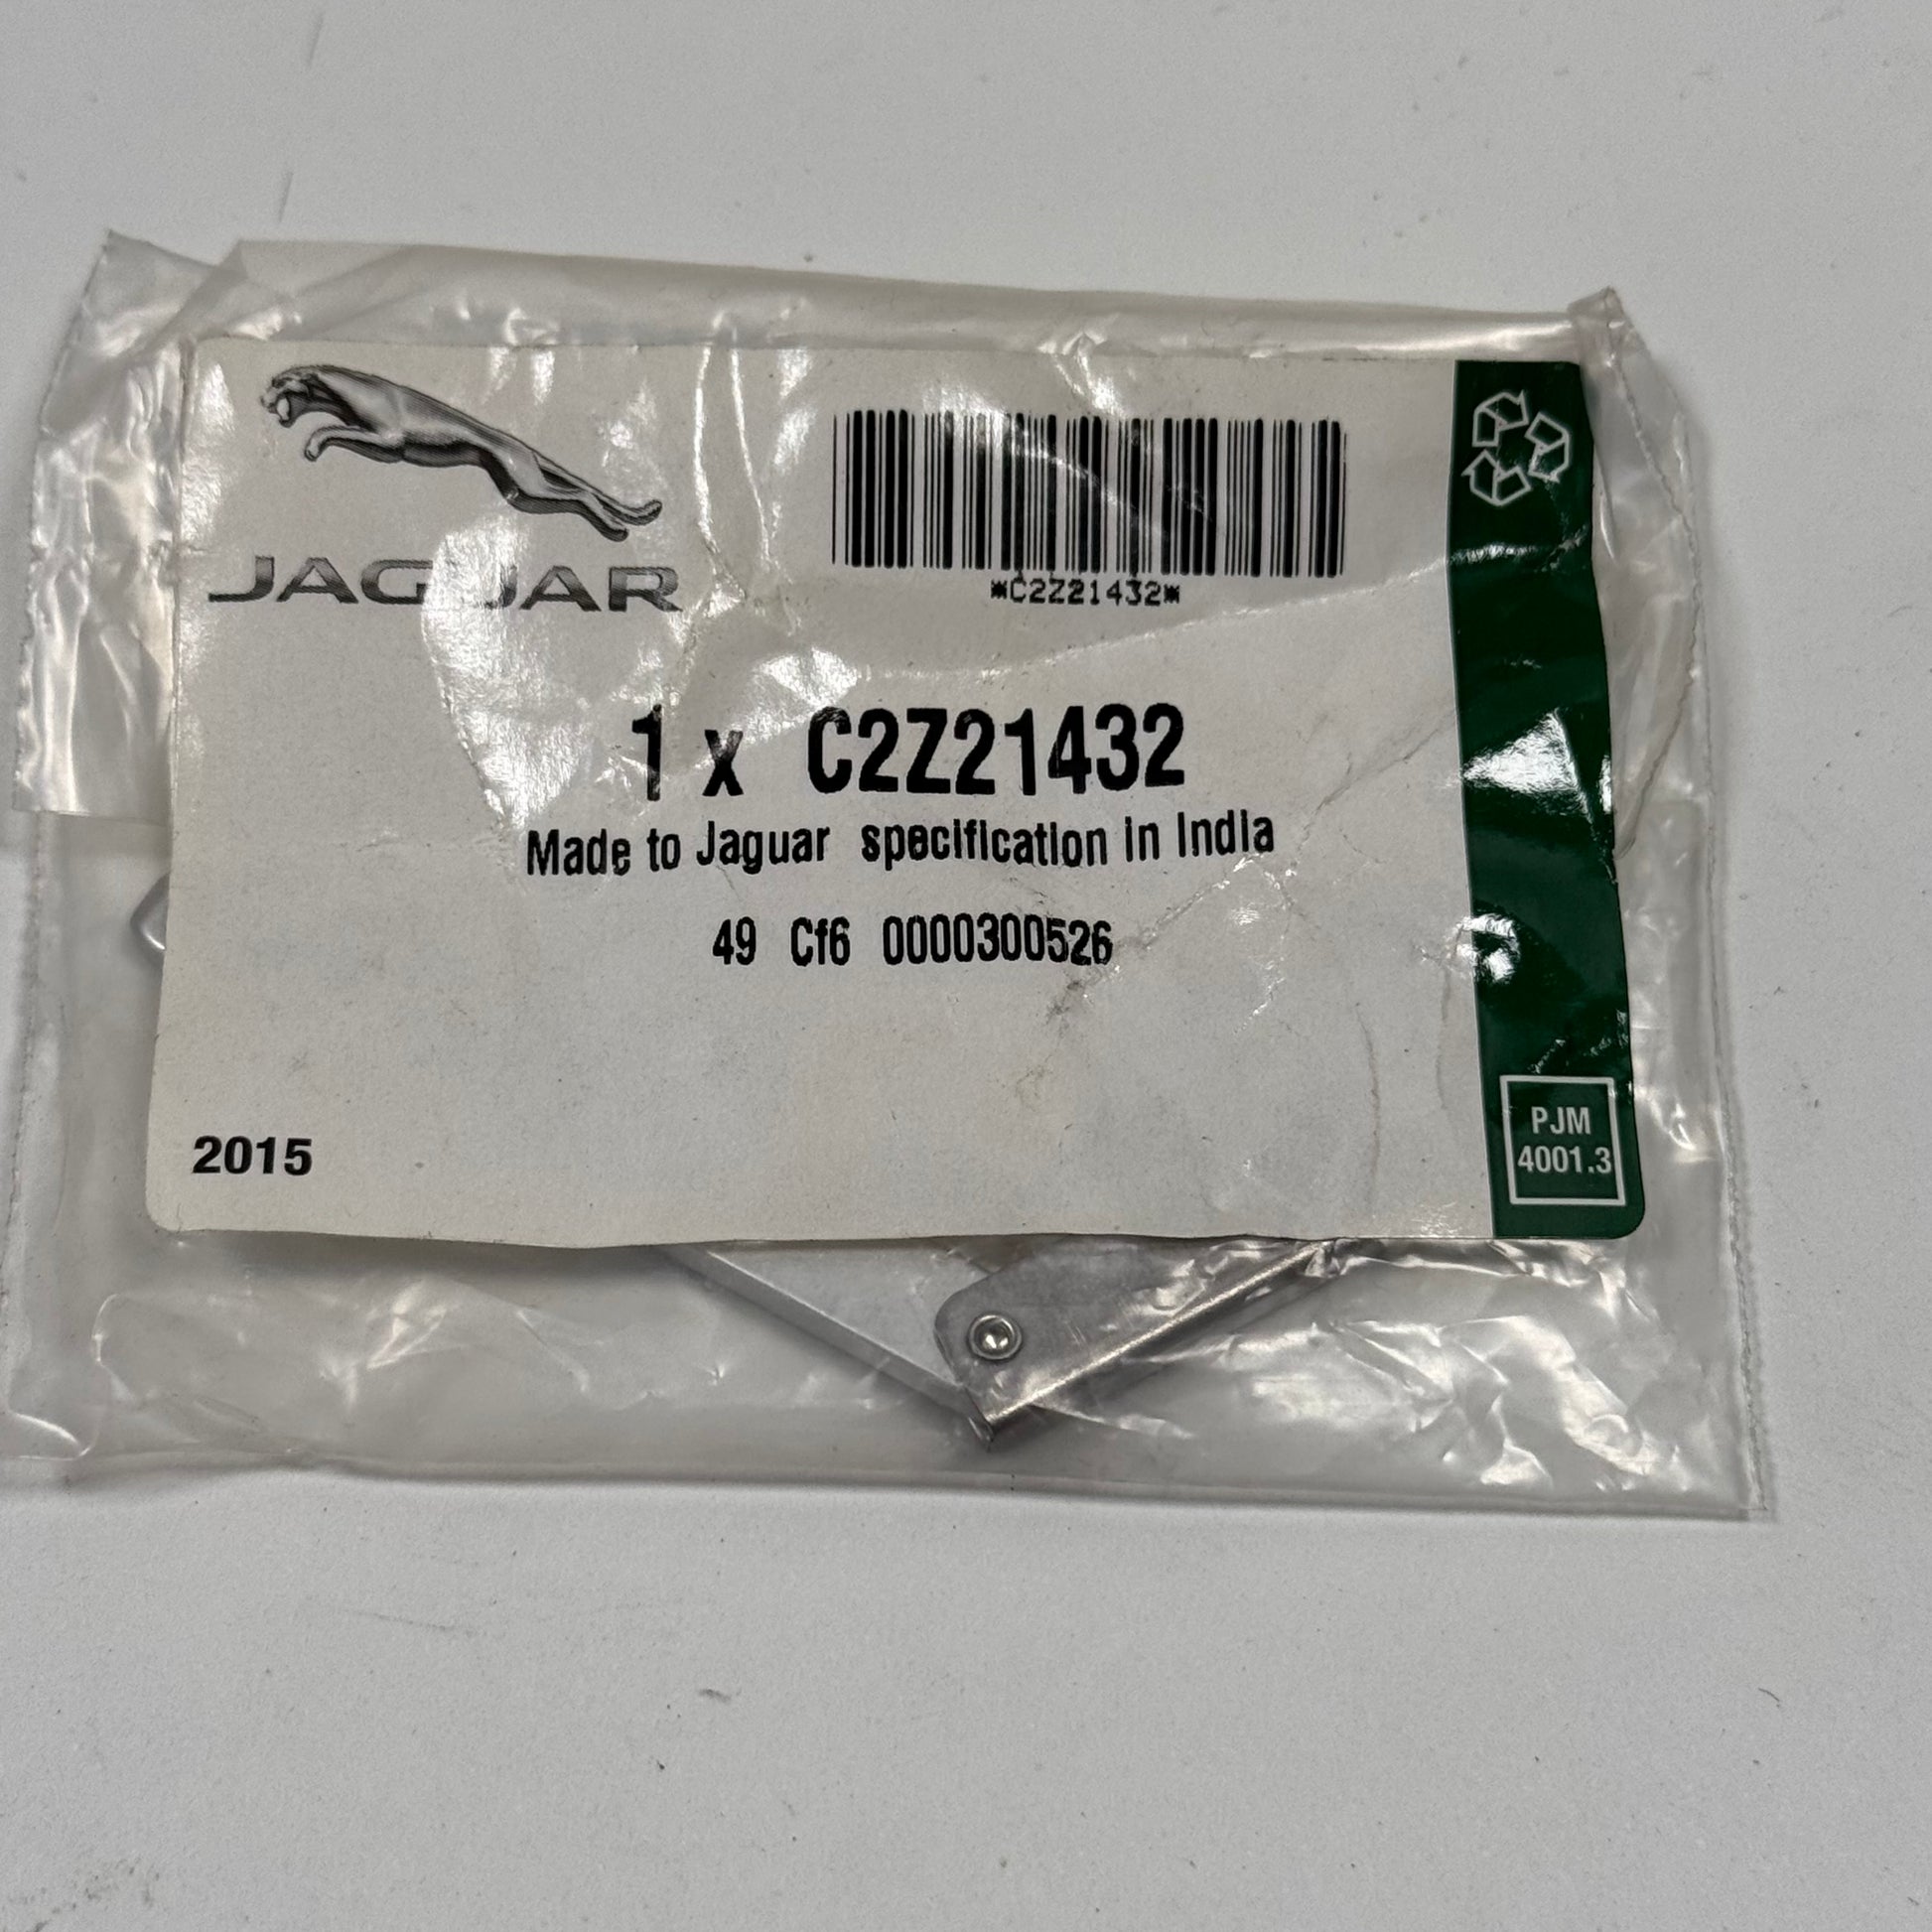 JAGUAR
*C2Z21432*
1 x C2Z21432
Made to Jaguar specification in India
49 Cf6 0000300526
2015
PJM
4001.3